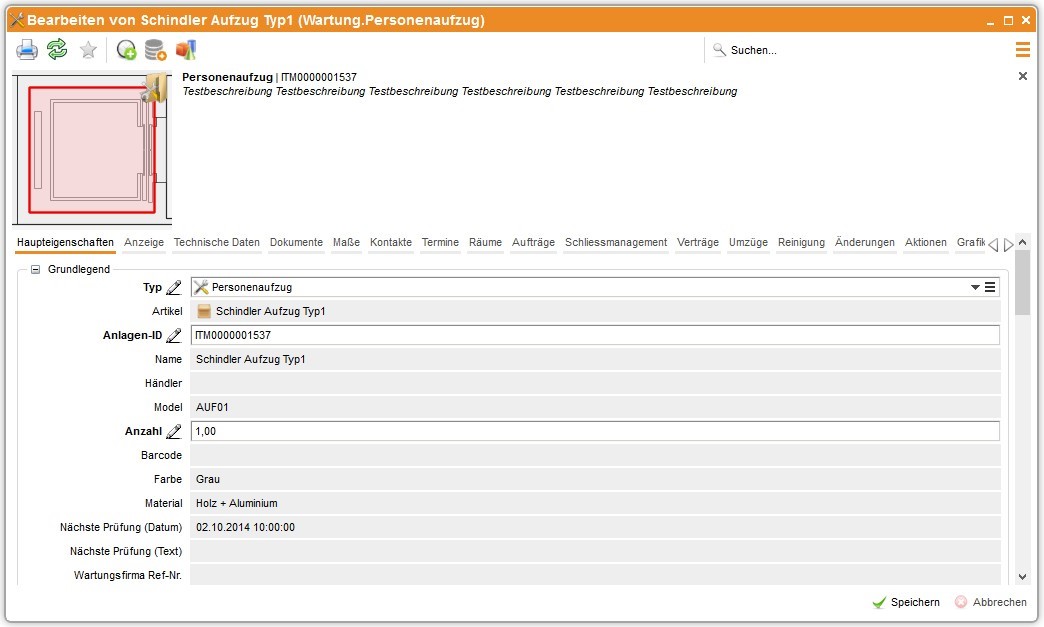 Bearbeiten von Schindler Aufzug Typ1 (Wartung.Personenaufzug)
Suchen...
Personenaufzug | ITM0000001537
Testbeschreibung Testbeschreibung Testbeschreibung Testbeschreibung Testbeschreibung Testbeschreibung
Haupteigenschaften Anzeige Technische Daten Dokumente Maße Kontakte Termine Räume Aufträge Schliessmanagement Verträge Umzüge Reinigung Änderungen Aktionen Grafik
Grundlegend
Typ Personenaufzug
Artikel Schindler Aufzug Typ1
Anlagen-ID ITM0000001537
Name Schindler Aufzug Typ1
Händler
Model AUF01
Anzahl 1,00
Barcode
Farbe Grau
Material Holz + Aluminium
Nächste Prüfung (Datum) 02.10.2014 10:00:00
Nächste Prüfung (Text)
Wartungsfirma Ref-Nr.
Speichern Abbrechen